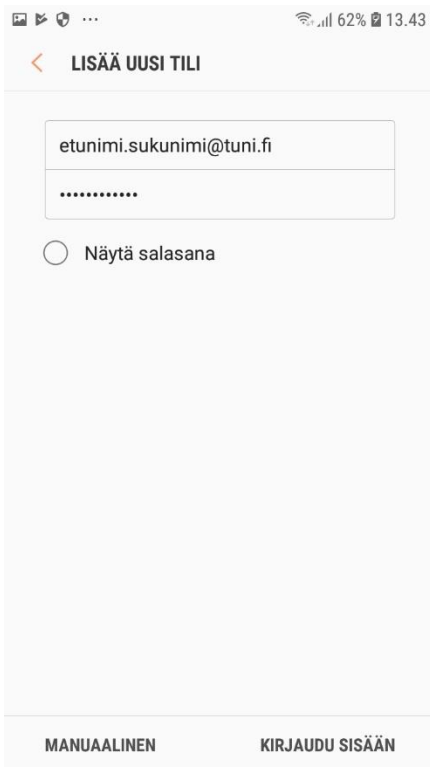 62% 13.43
LISÄÄ UUSI TILI
etunimi.sukunimi@tuni.fi
••••••••••••
Näytä salasana
MANUAALINEN KIRJAUDU SISÄÄN